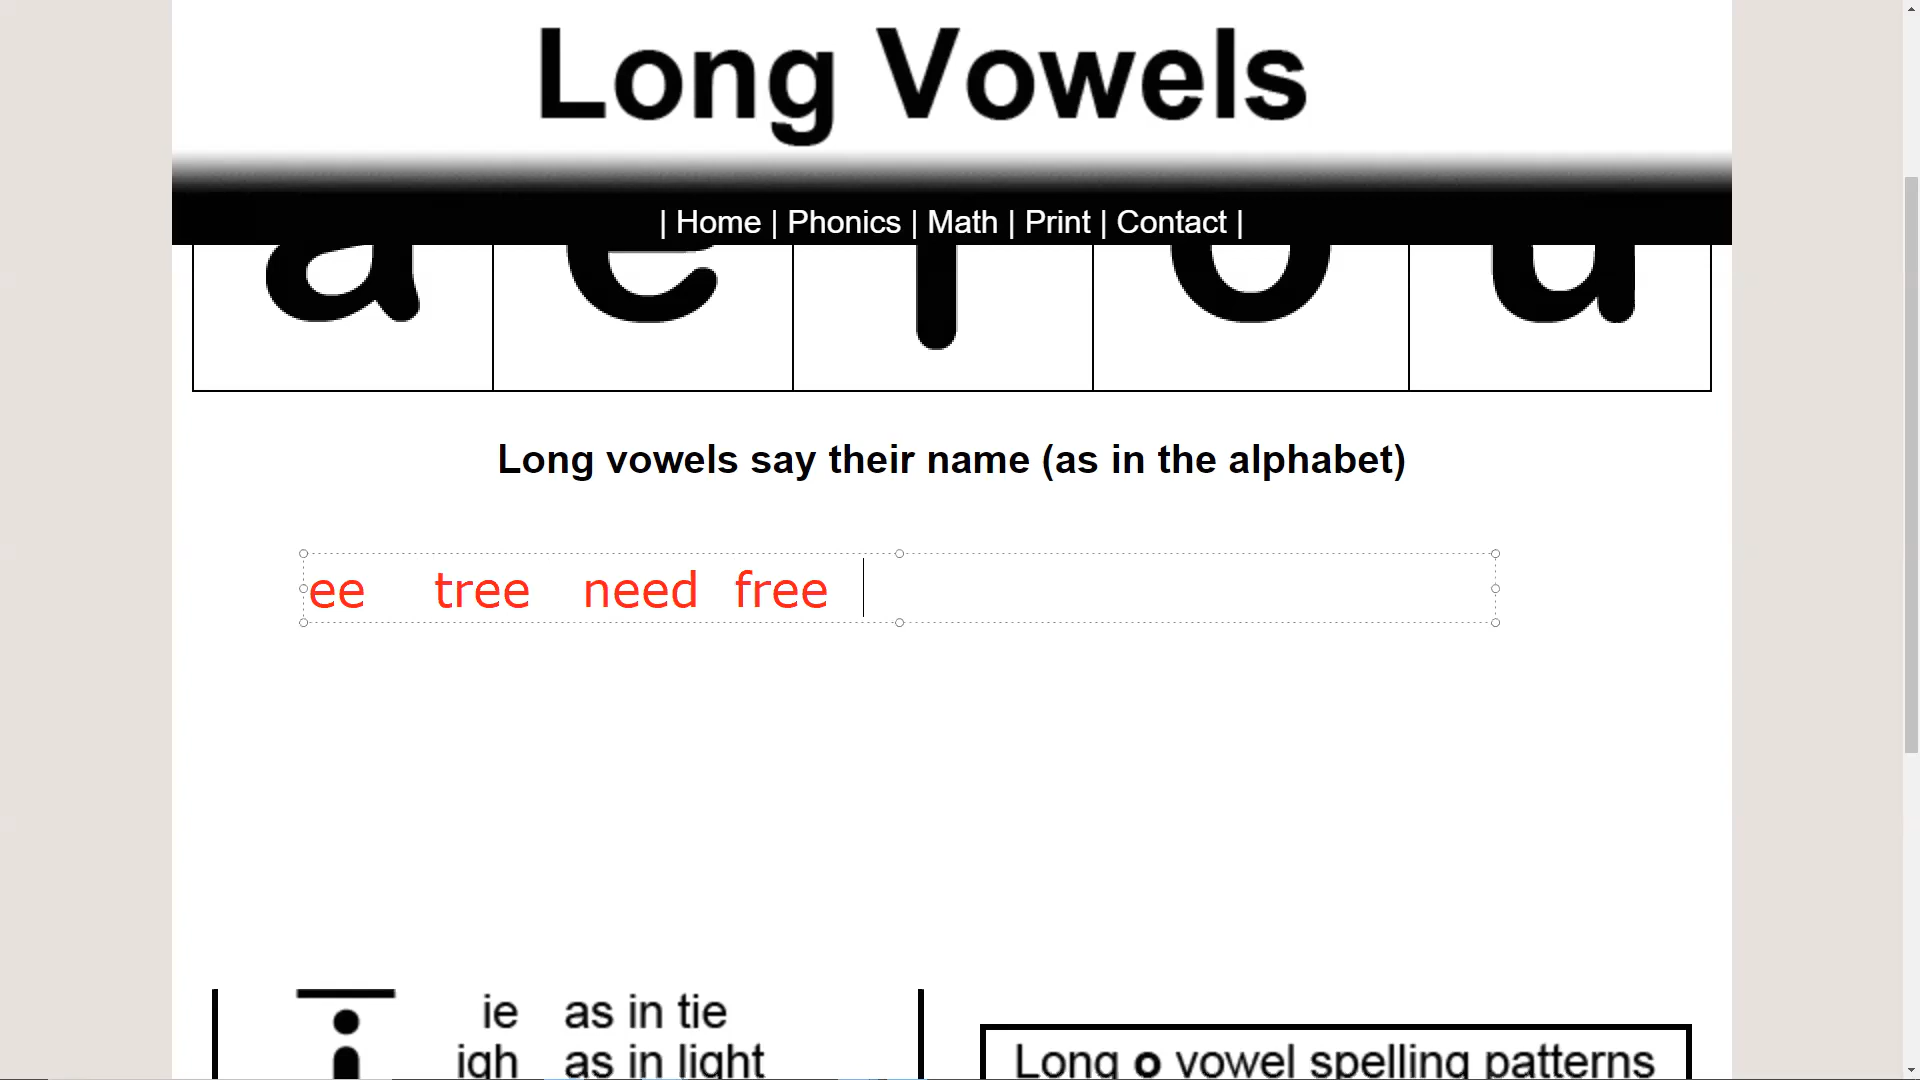 Long Vowels
| Home | Phonics | Math | Print | Contact |
a e i o u
Long vowels say their name (as in the alphabet)
ee tree need free
i
ie as in tie
igh as in light
Long o vowel spelling patterns